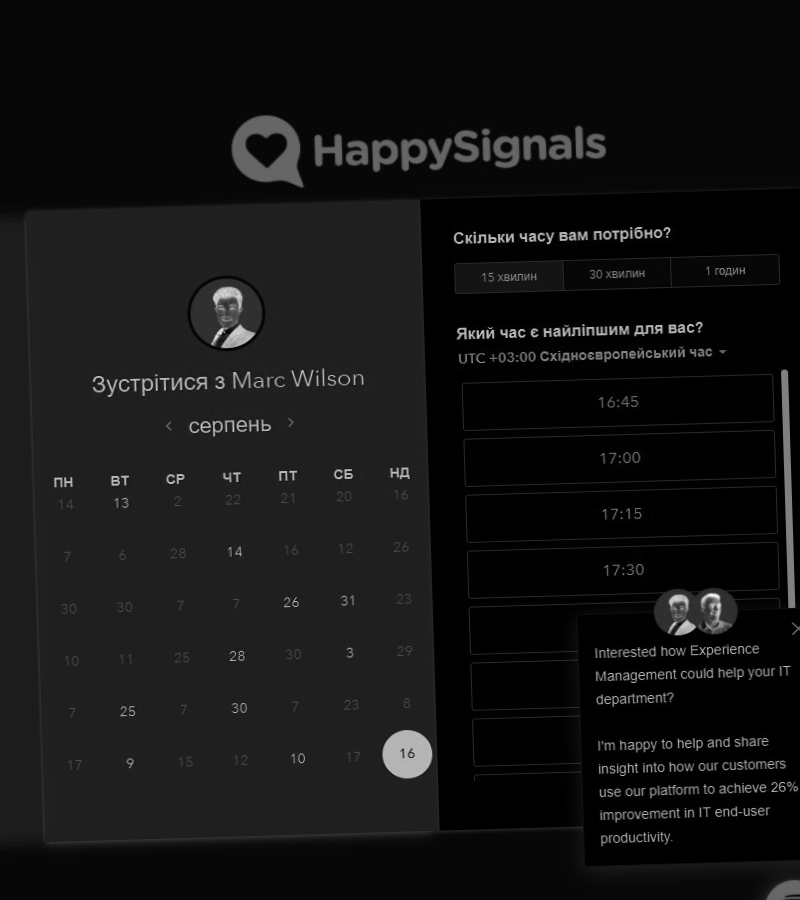 HappySignals
Зустрітися з Marc Wilson
серпень
ПН ВТ СР ЧТ ПТ СБ НД
14 13 2 22 21 20 16
7 6 28 14 16 12 26
30 30 7 7 26 31 23
10 11 25 28 30 3 29
7 25 7 30 7 23 8
17 9 15 12 10 17 16
Скільки часу вам потрібно?
15 хвилин 30 хвилин 1 годин
Який час є найліпшим для вас?
UTC +03:00 Східноєвропейський час
16:45
17:00
17:15
17:30
Interested how Experience
Management could help your IT
department?
I'm happy to help and share
insight into how our customers
use our platform to achieve 26%
improvement in IT end-user
productivity.